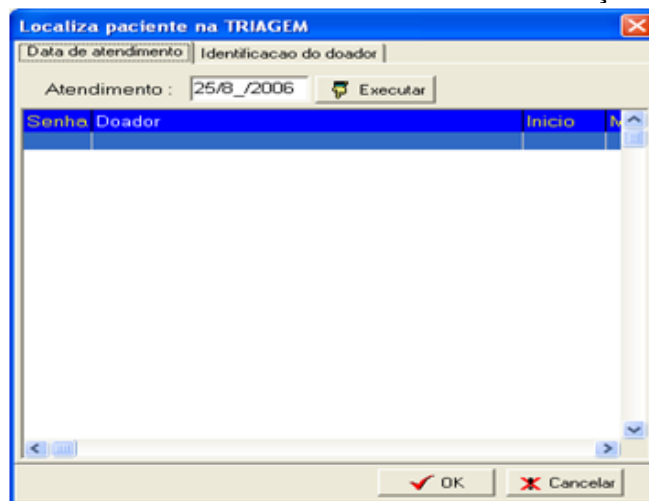 Localiza paciente na TRIAGEM
Data de atendimento Identificacao do doador
Atendimento : 25/8_/2006 Executar
Senha Doador Inicio
OK Cancelar